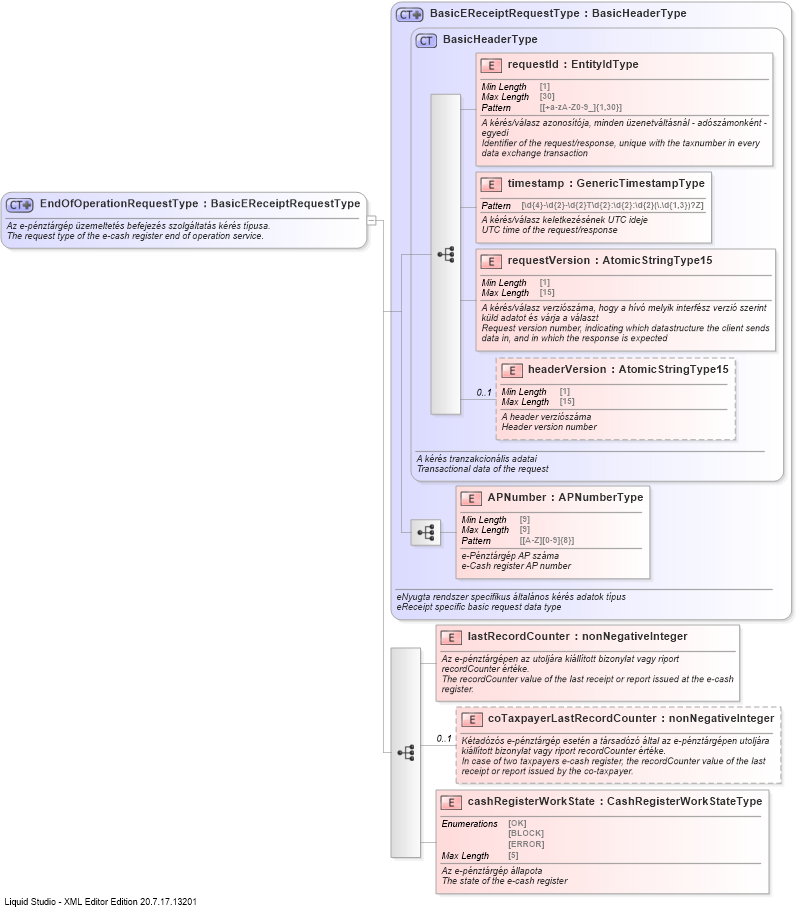 CT BasicEReceiptRequestType : BasicHeaderType
CT BasicHeaderType
E requestId : EntityIdType
Min Length [1]
Max Length [30]
Pattern [[+a-zA-Z0-9_]{1,30}]
A kérés/válasz azonosítója, minden üzenetváltásnál - adószámonként -
egyedi
Identifier of the request/response, unique with the taxnumber in every
data exchange transaction
E timestamp : GenericTimestampType
Pattern [\d{4}-\d{2}-\d{2}T\d{2}:\d{2}:\d{2}(\.\d{1,3})?Z]
A kérés/válasz keletkezésének UTC ideje
UTC time of the request/response
CT EndOfOperationRequestType : BasicEReceiptRequestType
Az e-pénztárgép üzemeltetés befejezés szolgáltatás kérés típusa.
The request type of the e-cash register end of operation service.
E requestVersion : AtomicStringType15
Min Length [1]
Max Length [15]
A kérés/válasz verziószáma, hogy a hívó melyik interfész verzió szerint
küld adatot és várja a választ
Request version number, indicating which datastructure the client sends
data in, and in which the response is expected
0..1
E headerVersion : AtomicStringType15
Min Length [1]
Max Length [15]
A header verziószáma
Header version number
A kérés tranzakcionális adatai
Transactional data of the request
E APNumber : APNumberType
Min Length [9]
Max Length [9]
Pattern [[A-Z][0-9]{8}]
e-Pénztárgép AP száma
e-Cash register AP number
eNyugta rendszer specifikus általános kérés adatok típus
eReceipt specific basic request data type
E lastRecordCounter : nonNegativeInteger
Az e-pénztárgépen az utoljára kiállított bizonylat vagy riport
recordCounter értéke.
The recordCounter value of the last receipt or report issued at the e-cash
register.
0..1
E coTaxpayerLastRecordCounter : nonNegativeInteger
Kétadózós e-pénztárgép esetén a társadózó által az e-pénztárgépen utoljára
kiállított bizonylat vagy riport recordCounter értéke.
In case of two taxpayers e-cash register, the recordCounter value of the last
receipt or report issued by the co-taxpayer.
E cashRegisterWorkState : CashRegisterWorkStateType
Enumerations [OK]
[BLOCK]
[ERROR]
Max Length [5]
Az e-pénztárgép állapota
The state of the e-cash register
Liquid Studio - XML Editor Edition 20.7.17.13201